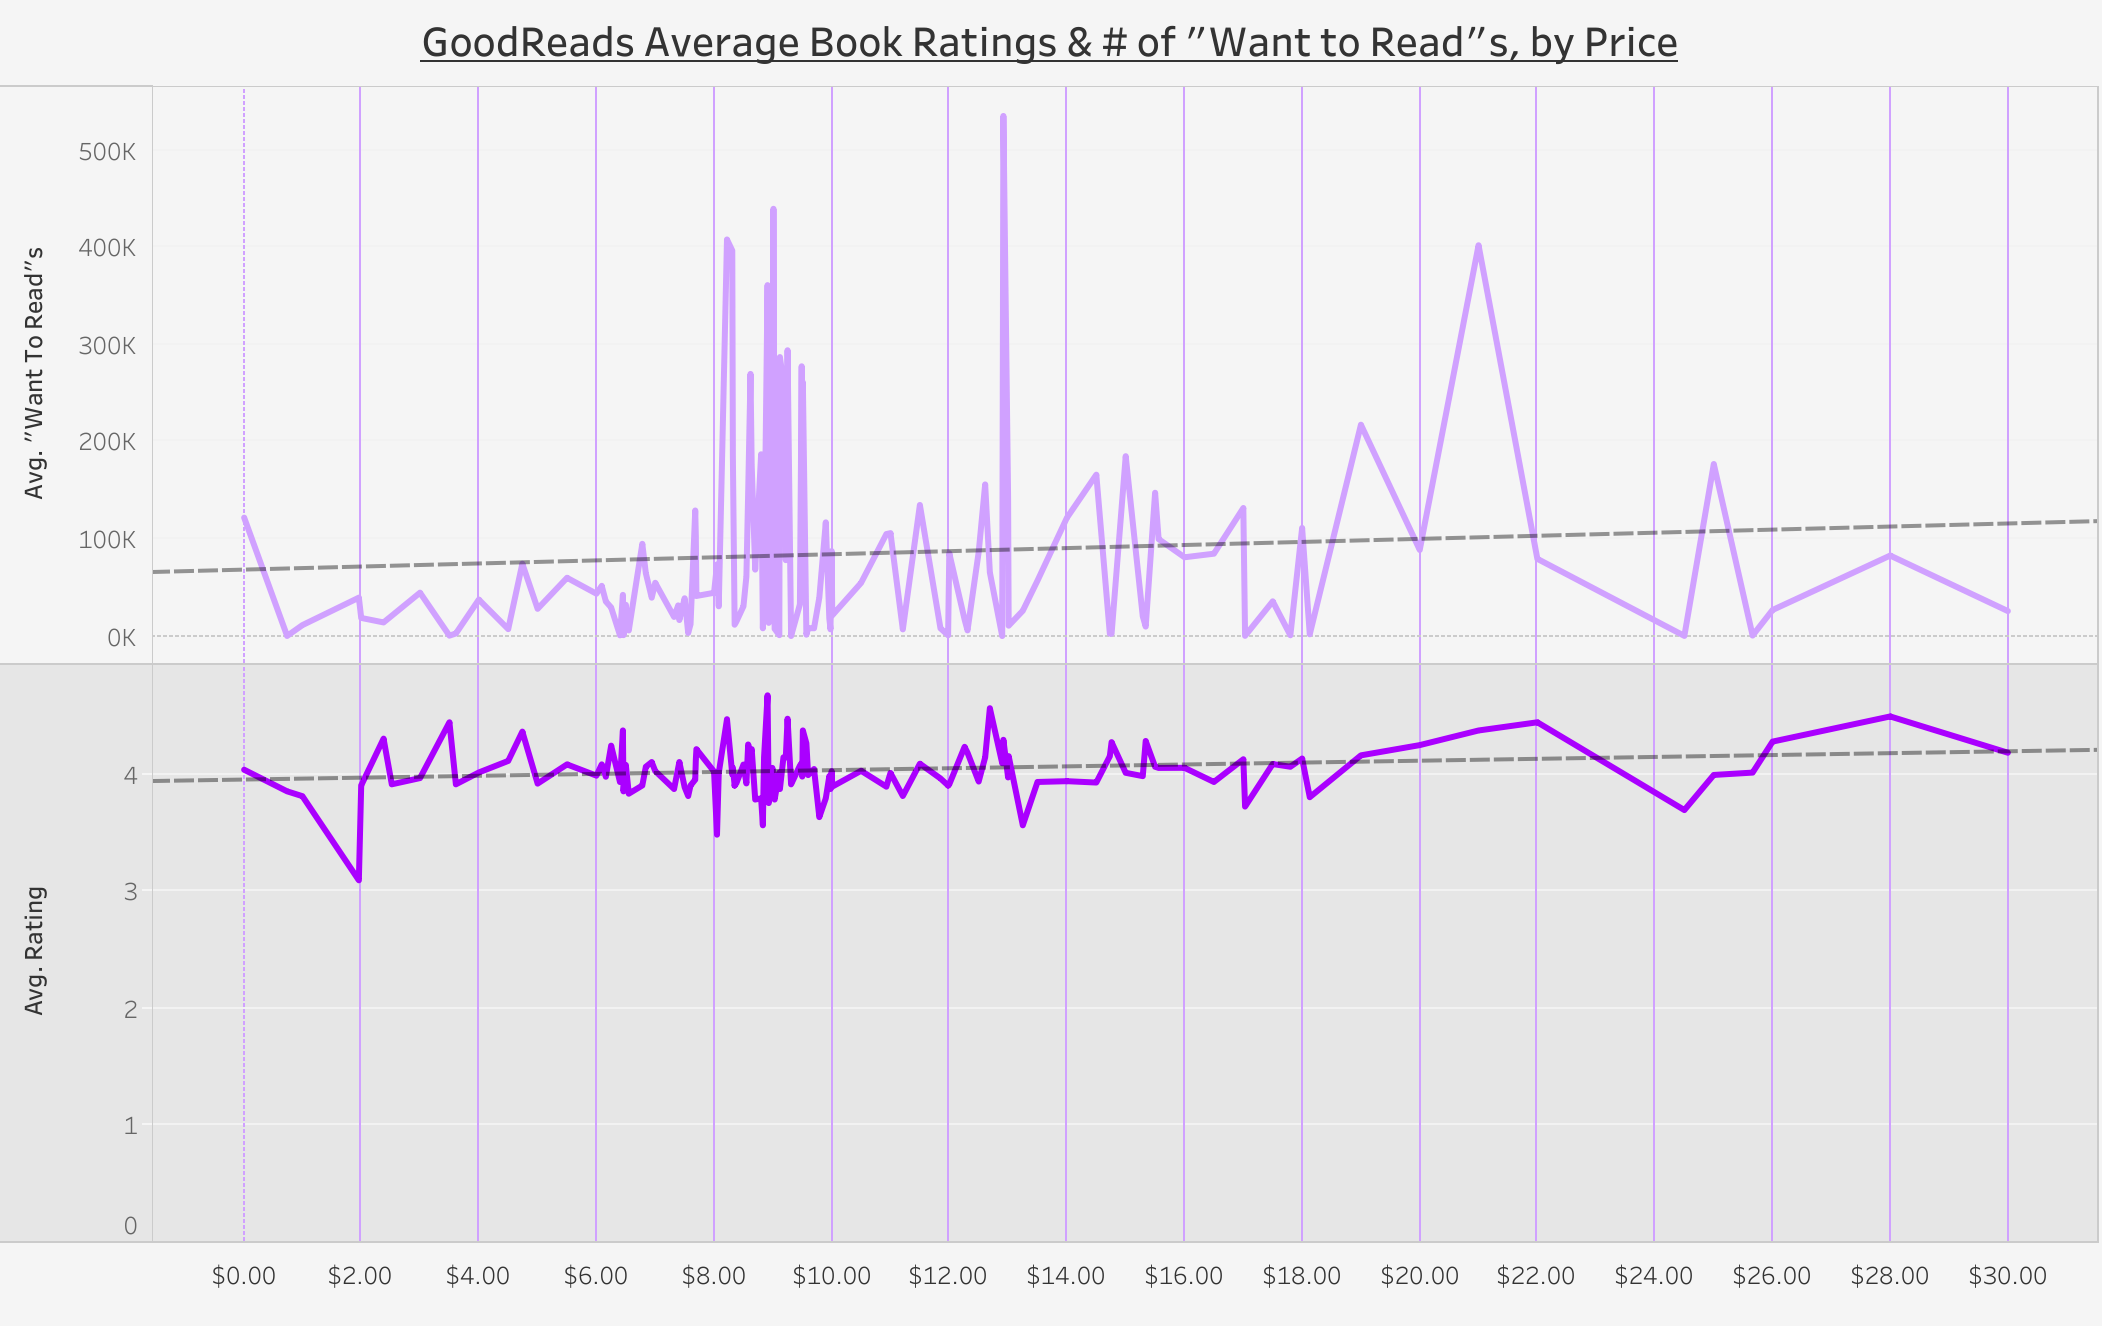 GoodReads Average Book Ratings & # of "Want to Read"s, by Price
Avg. "Want To Read"s
500K
400K
300K
200K
100K
0K
Avg. Rating
4
3
2
1
0
$0.00 $2.00 $4.00 $6.00 $8.00 $10.00 $12.00 $14.00 $16.00 $18.00 $20.00 $22.00 $24.00 $26.00 $28.00 $30.00